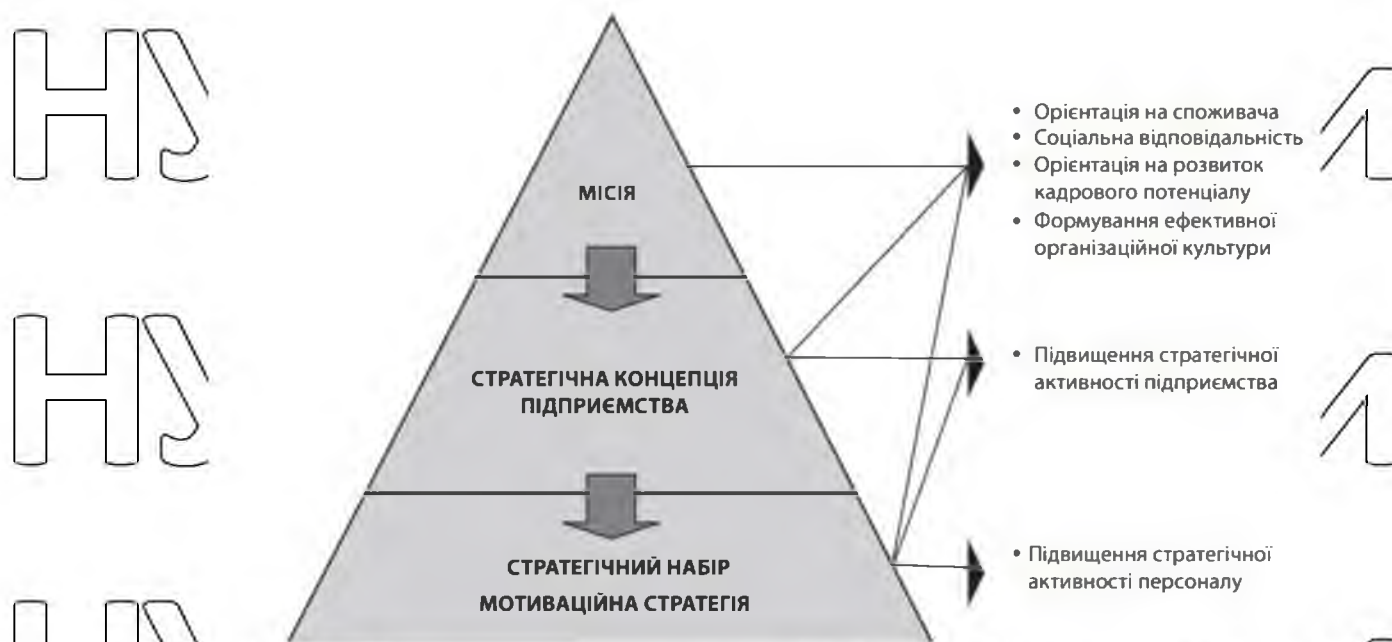 МІСІЯ
СТРАТЕГІЧНА КОНЦЕПЦІЯ
ПІДПРИЄМСТВА
СТРАТЕГІЧНИЙ НАБІР
МОТИВАЦІЙНА СТРАТЕГІЯ
• Орієнтація на споживача
• Соціальна відповідальність
• Орієнтація на розвиток
кадрового потенціалу
• Формування ефективної
організаційної культури
• Підвищення стратегічної
активності підприємства
• Підвищення стратегічної
активності персоналу